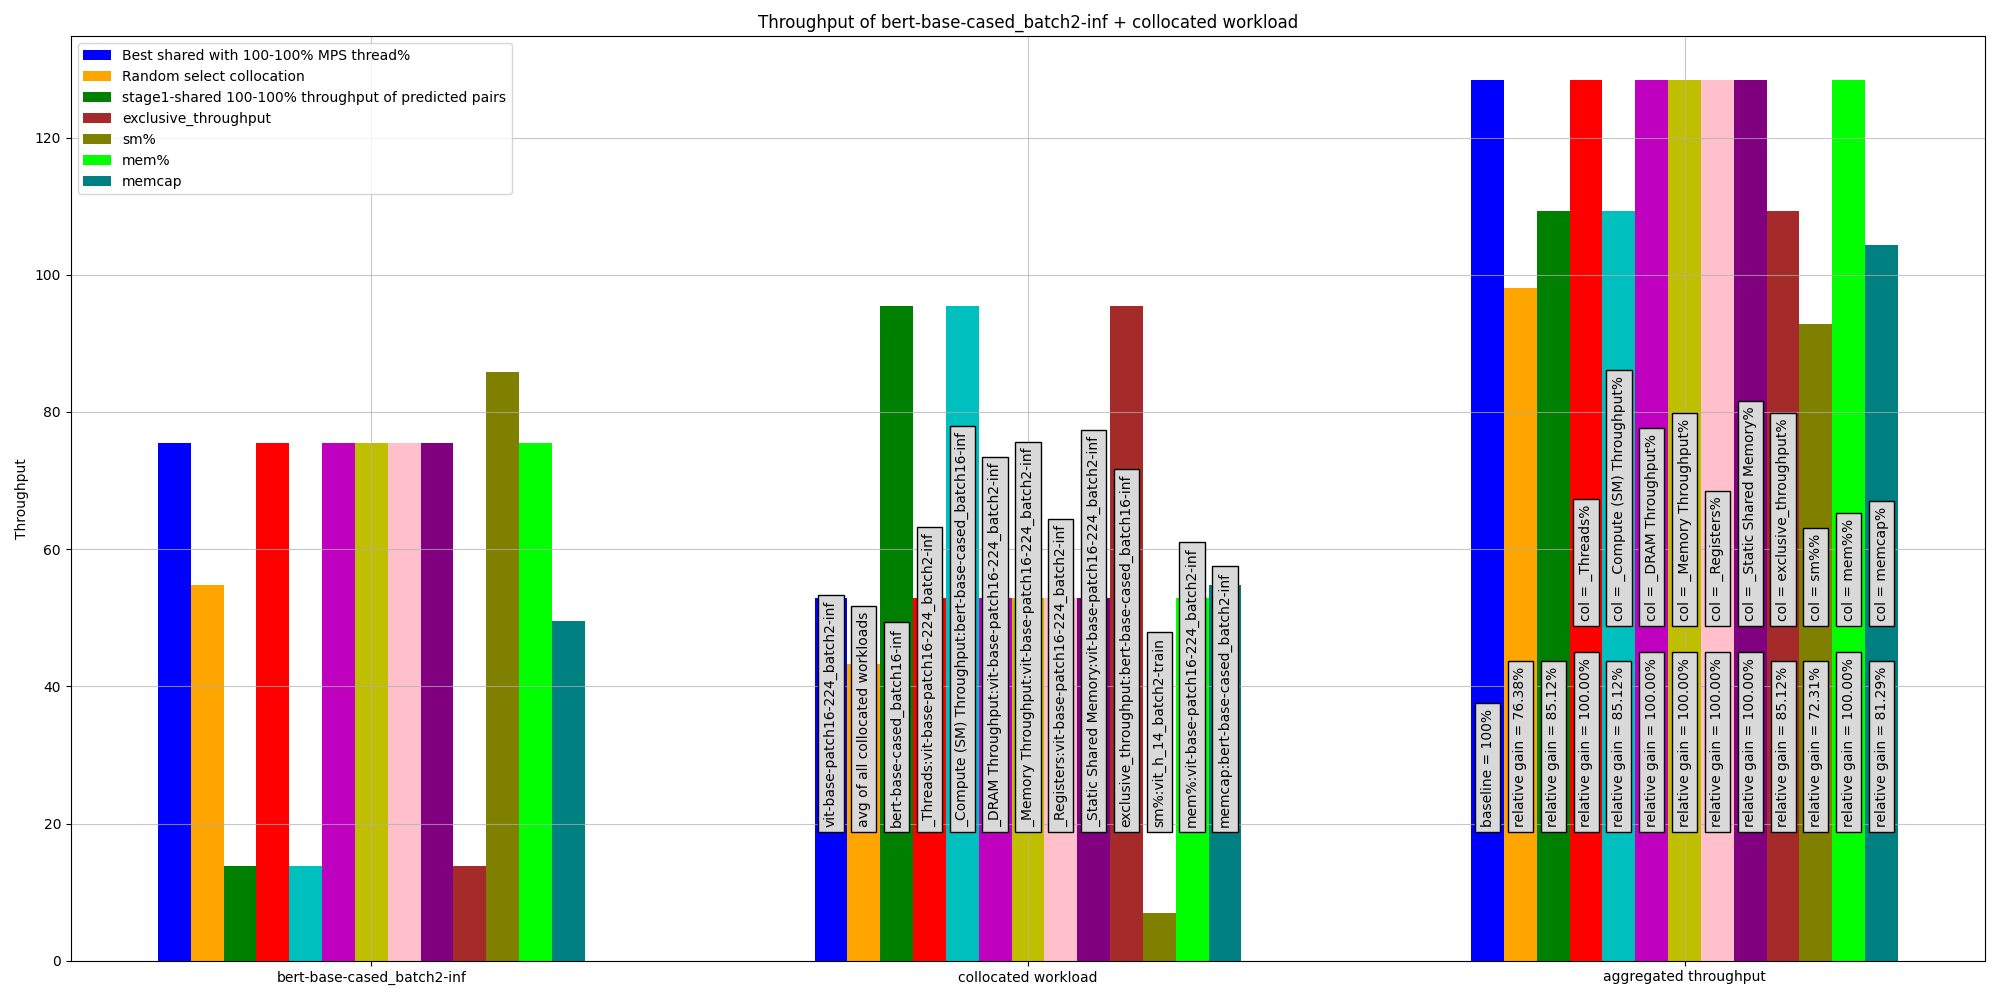 Throughput of bert-base-cased_batch2-inf + collocated workload
Best shared with 100-100% MPS thread%
Random select collocation
stage1-shared 100-100% throughput of predicted pairs
exclusive_throughput
sm%
mem%
memcap
Throughput
120
100
80
60
40
20
0
vit-base-patch16-224_batch2-inf
avg of all collocated workloads
bert-base-cased_batch16-inf
_Threads:vit-base-patch16-224_batch2-inf
_Compute (SM) Throughput:bert-base-cased_batch16-inf
_DRAM Throughput:vit-base-patch16-224_batch2-inf
_Memory Throughput:vit-base-patch16-224_batch2-inf
_Registers:vit-base-patch16-224_batch2-inf
_Static Shared Memory:vit-base-patch16-224_batch2-inf
exclusive_throughput:bert-base-cased_batch16-inf
sm%:vit_h_14_batch2-train
mem%:vit-base-patch16-224_batch2-inf
memcap:bert-base-cased_batch2-inf
col = _Threads%
col = _Compute (SM) Throughput%
col = _DRAM Throughput%
col = _Memory Throughput%
col = _Registers%
col = _Static Shared Memory%
col = exclusive_throughput%
col = sm%%
col = mem%%
col = memcap%
baseline = 100%
relative gain = 76.38%
relative gain = 85.12%
relative gain = 100.00%
relative gain = 85.12%
relative gain = 100.00%
relative gain = 100.00%
relative gain = 100.00%
relative gain = 100.00%
relative gain = 85.12%
relative gain = 72.31%
relative gain = 100.00%
relative gain = 81.29%
bert-base-cased_batch2-inf
collocated workload
aggregated throughput